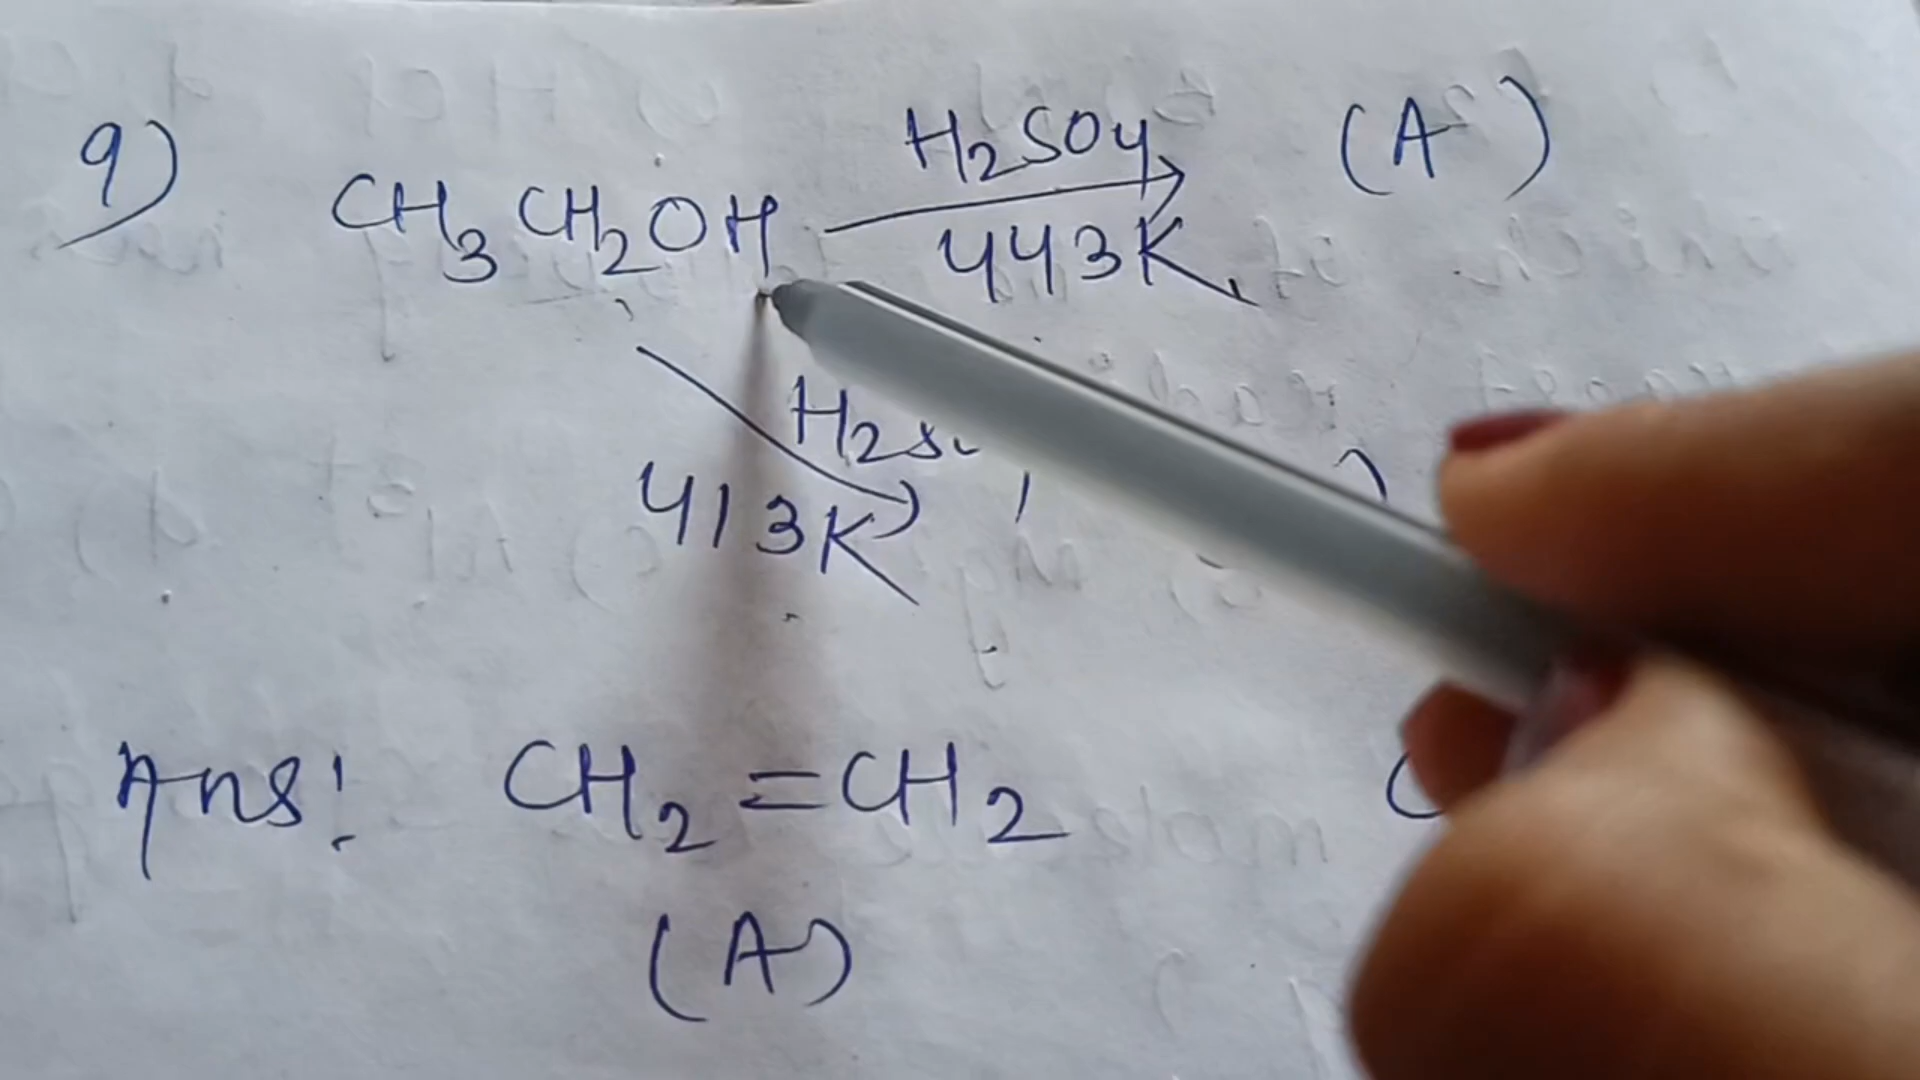 9) CH3CH2OH H2SO4 (A)
443K
H2S
413K
Ans: CH2=CH2 C
(A)